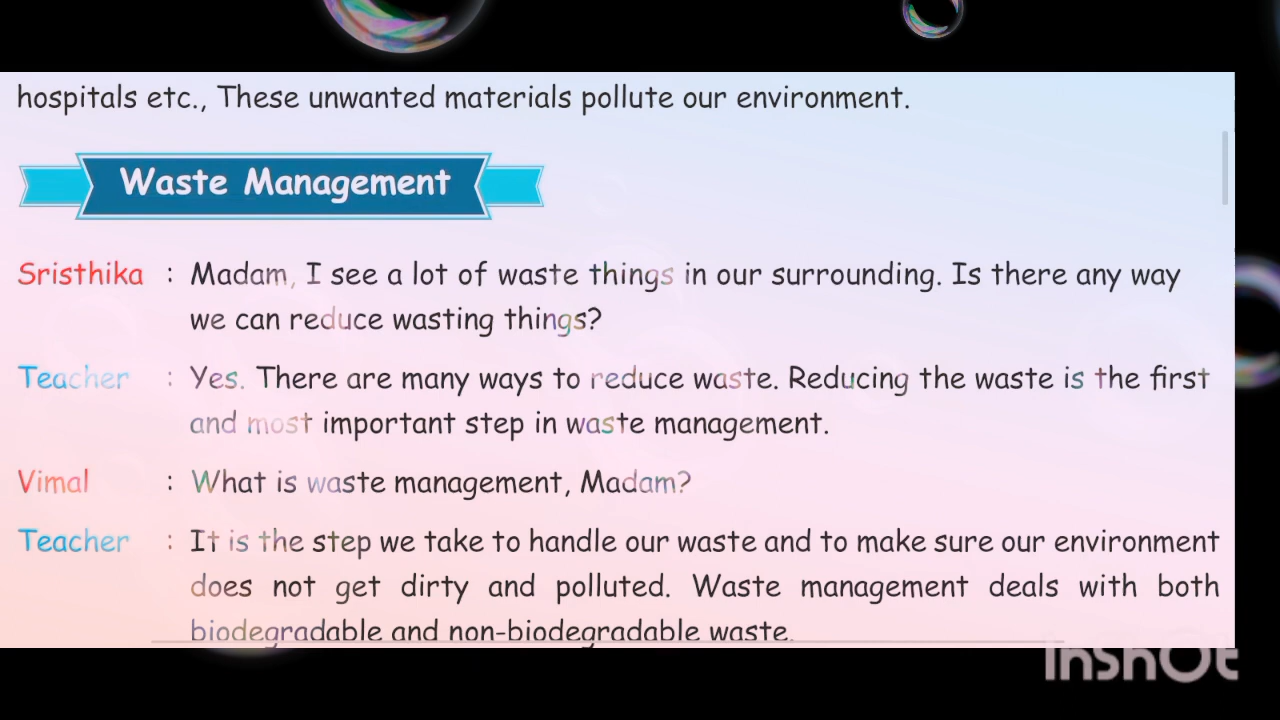 hospitals etc., These unwanted materials pollute our environment.
Waste Management
Sristhika : Madam, I see a lot of waste things in our surrounding. Is there any way
we can reduce wasting things?
Teacher : Yes. There are many ways to reduce waste. Reducing the waste is the first
and most important step in waste management.
Vimal : What is waste management, Madam?
Teacher : It is the step we take to handle our waste and to make sure our environment
does not get dirty and polluted. Waste management deals with both
biodegradable and non-biodegradable waste.
InShOt